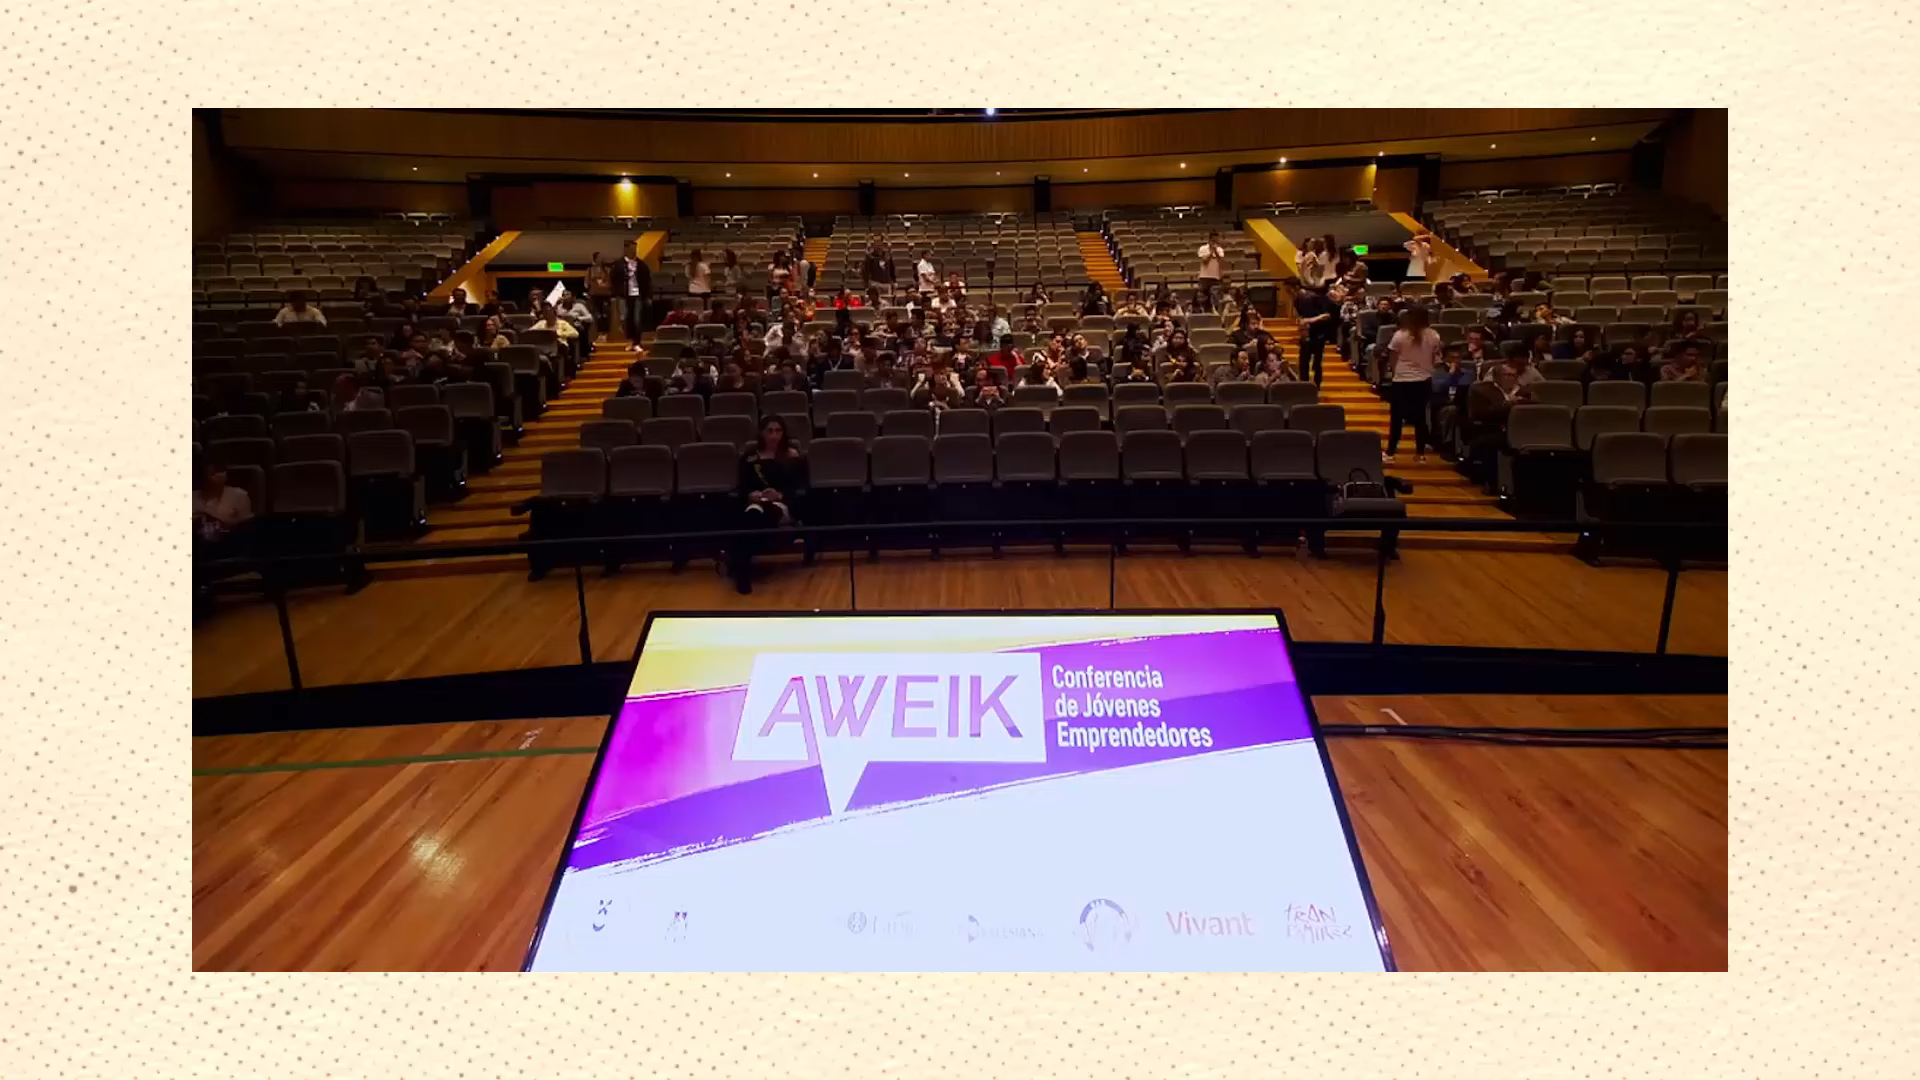 AWEIK
Conferencia
de Jóvenes
Emprendedores
Vivant